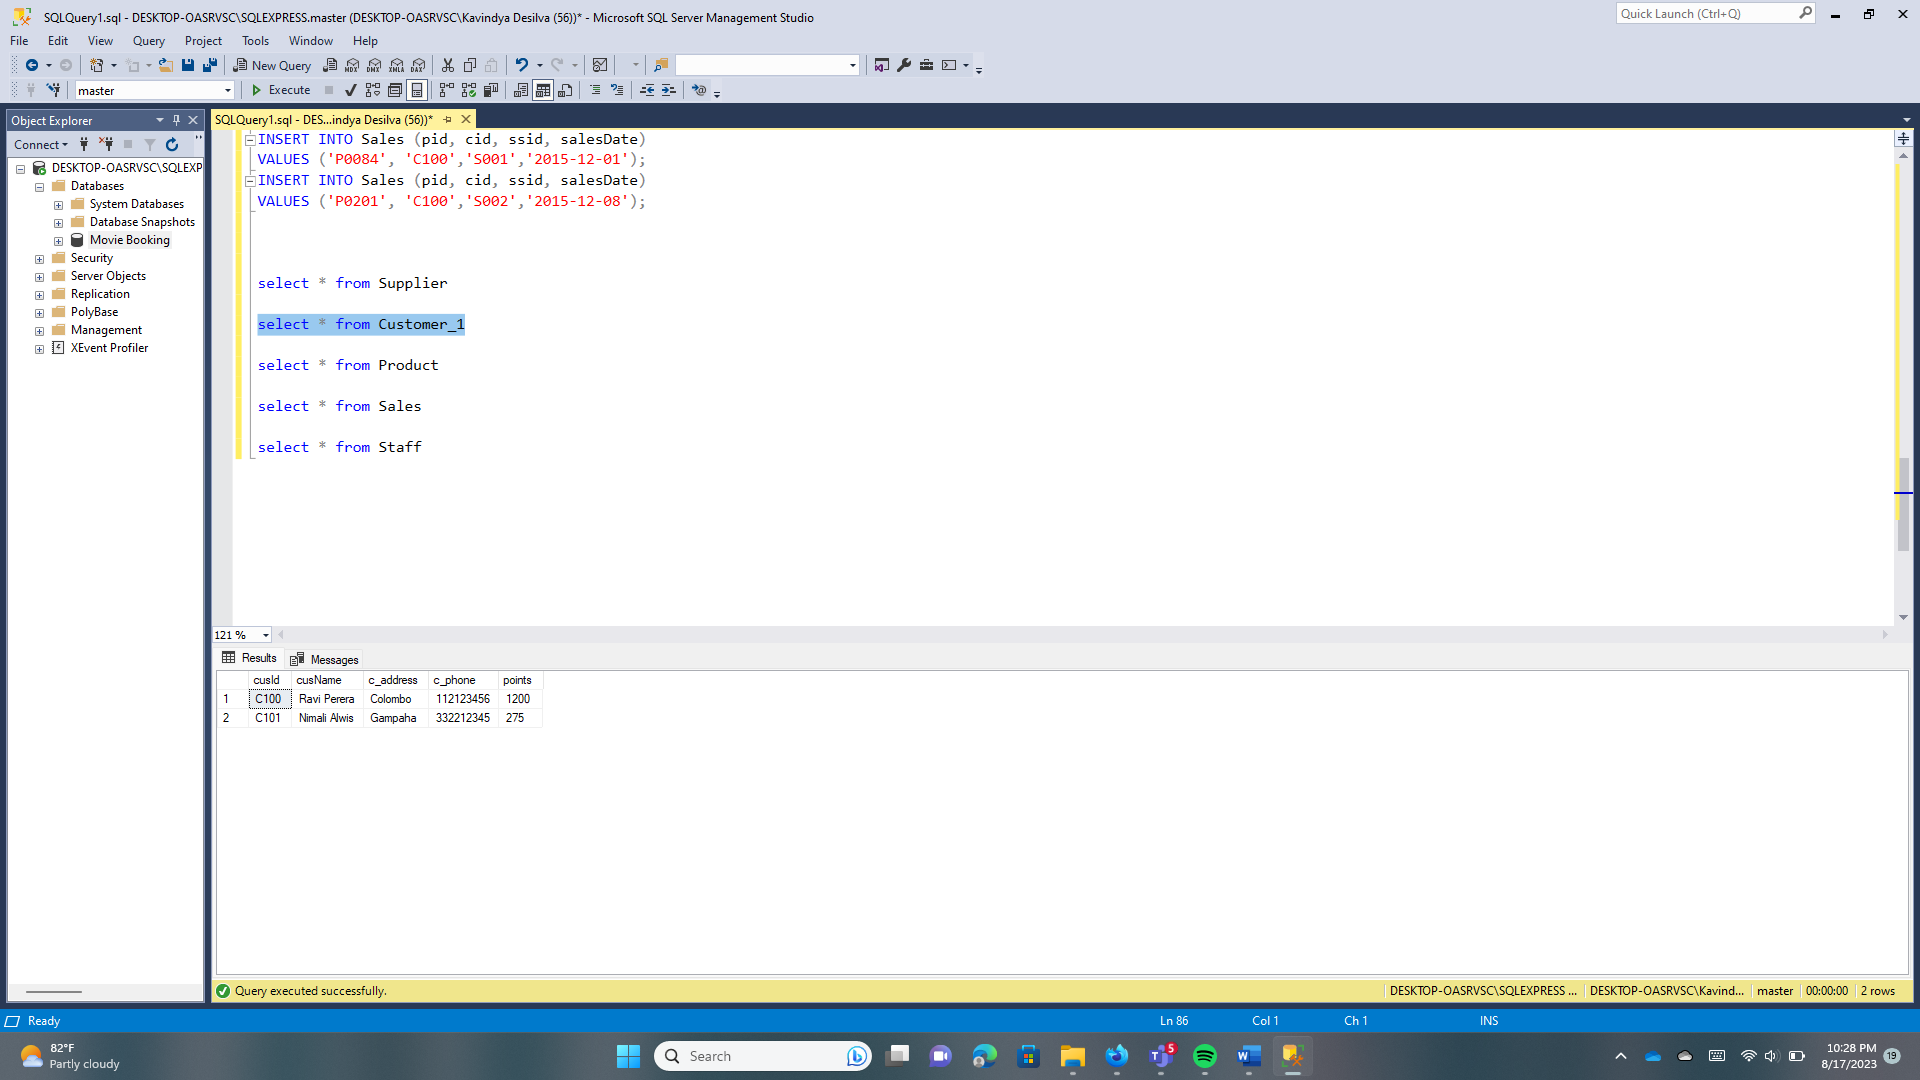 SQLQuery1.sql - DESKTOP-OASRVSC\SQLEXPRESS.master (DESKTOP-OASRVSC\Kavindya Desilva (56))* - Microsoft SQL Server Management Studio
Quick Launch (Ctrl+Q)
File Edit View Query Project Tools Window Help
New Query
master
Execute
Object Explorer
SQLQuery1.sql - DES...indya Desilva (56))*
Connect
DESKTOP-OASRVSC\SQLEXP
Databases
System Databases
Database Snapshots
Movie Booking
Security
Server Objects
Replication
PolyBase
Management
XEvent Profiler
INSERT INTO Sales (pid, cid, ssid, salesDate)
VALUES ('P0084', 'C100','S001','2015-12-01');
INSERT INTO Sales (pid, cid, ssid, salesDate)
VALUES ('P0201', 'C100','S002','2015-12-08');
select * from Supplier
select * from Customer_1
select * from Product
select * from Sales
select * from Staff
121 %
Results Messages
cusId cusName c_address c_phone points
1 C100 Ravi Perera Colombo 112123456 1200
2 C101 Nimali Alwis Gampaha 332212345 275
Query executed successfully.
DESKTOP-OASRVSC\SQLEXPRESS ... DESKTOP-OASRVSC\Kavind... master 00:00:00 2 rows
Ready
Ln 86 Col 1 Ch 1 INS
82°F
Partly cloudy
Search
5
10:28 PM
8/17/2023
19